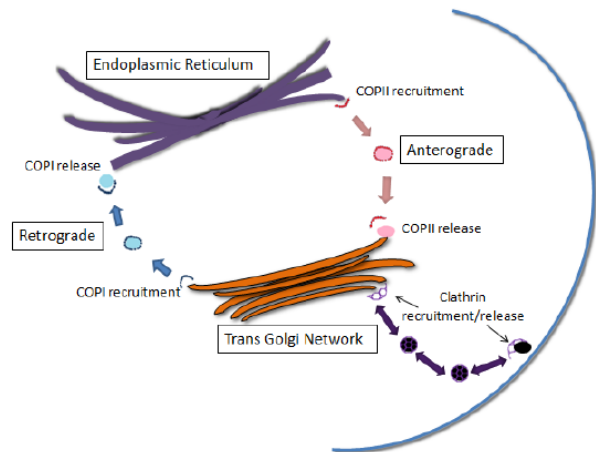 Endoplasmic Reticulum
COPII recruitment
COPI release
Anterograde
Retrograde
COPII release
COPI recruitment
Clathrin
recruitment/release
Trans Golgi Network